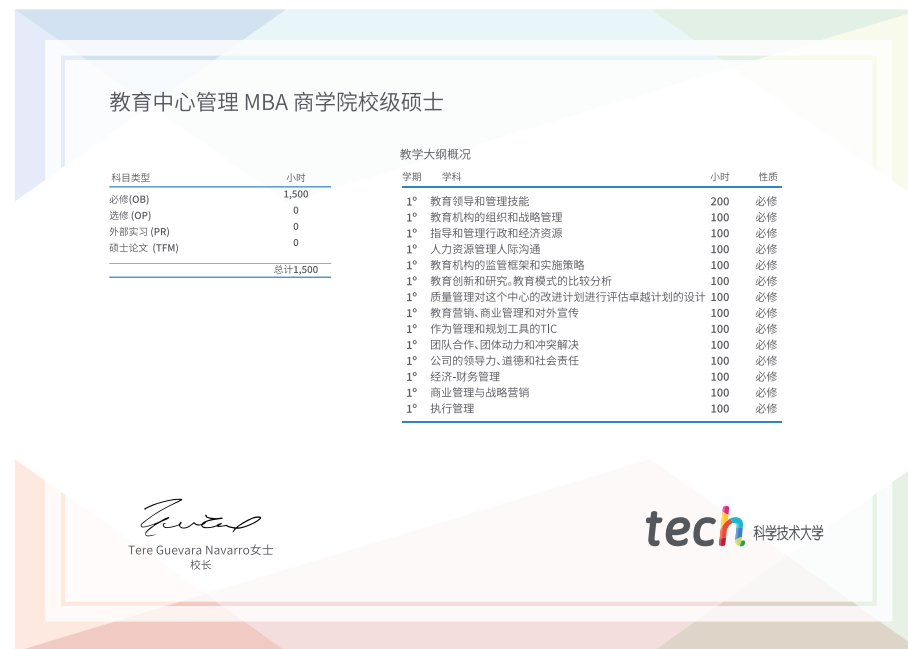 教育中心管理 MBA 商学院校级硕士
科目类型 小时
必修(OB) 1,500
选修 (OP) 0
外部实习 (PR) 0
硕士论文 (TFM) 0
总计1,500
教学大纲概况
学期 学科 小时 性质
1º 教育领导和管理技能 200 必修
1º 教育机构的组织和战略管理 100 必修
1º 指导和管理行政和经济资源 100 必修
1º 人力资源管理人际沟通 100 必修
1º 教育机构的监管框架和实施策略 100 必修
1º 教育创新和研究。教育模式的比较分析 100 必修
1º 质量管理对这个中心的改进计划进行评估卓越计划的设计 100 必修
1º 教育营销、商业管理和对外宣传 100 必修
1º 作为管理和规划工具的TIC 100 必修
1º 团队合作、团体动力和冲突解决 100 必修
1º 公司的领导力、道德和社会责任 100 必修
1º 经济-财务管理 100 必修
1º 商业管理与战略营销 100 必修
1º 执行管理 100 必修
Tere Guevara Navarro女士
校长
tech 科学技术大学